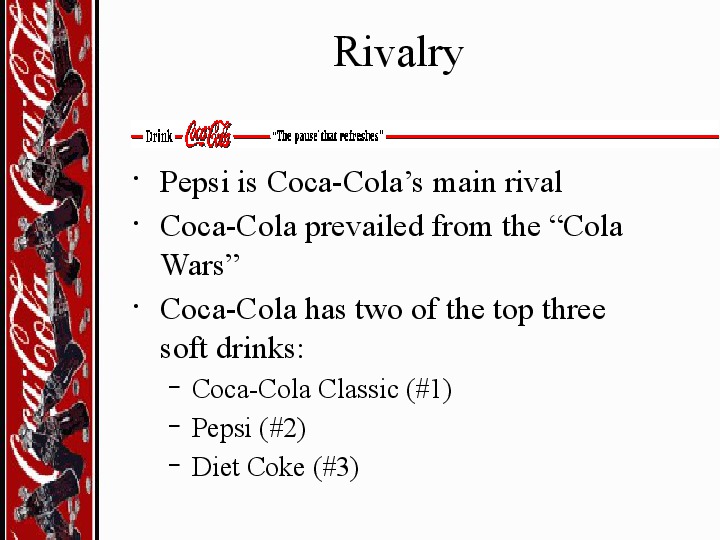 Rivalry
Drink Coca-Cola "The pause that refreshes"
· Pepsi is Coca-Cola’s main rival
· Coca-Cola prevailed from the “Cola
Wars”
· Coca-Cola has two of the top three
soft drinks:
– Coca-Cola Classic (#1)
– Pepsi (#2)
– Diet Coke (#3)
Coca-Cola
Coca-Cola
Coca-Cola